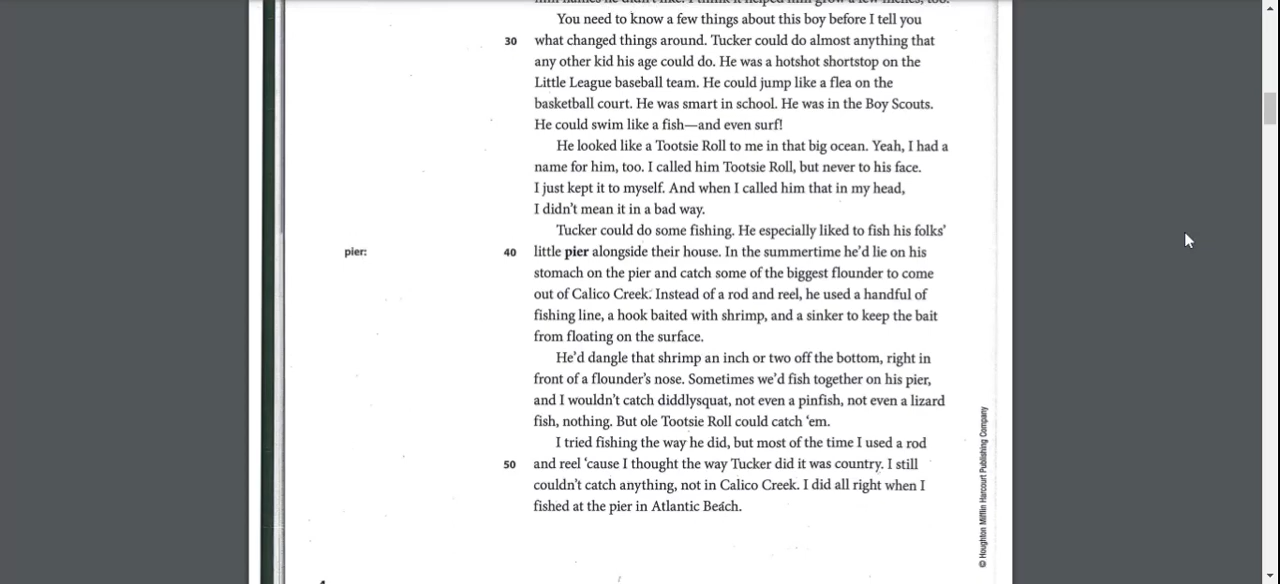 You need to know a few things about this boy before I tell you
30 what changed things around. Tucker could do almost anything that
any other kid his age could do. He was a hotshot shortstop on the
Little League baseball team. He could jump like a flea on the
basketball court. He was smart in school. He was in the Boy Scouts.
He could swim like a fish—and even surf!
He looked like a Tootsie Roll to me in that big ocean. Yeah, I had a
name for him, too. I called him Tootsie Roll, but never to his face.
I just kept it to myself. And when I called him that in my head,
I didn't mean it in a bad way.
Tucker could do some fishing. He especially liked to fish his folks'
pier: 40 little pier alongside their house. In the summertime he'd lie on his
stomach on the pier and catch some of the biggest flounder to come
out of Calico Creek. Instead of a rod and reel, he used a handful of
fishing line, a hook baited with shrimp, and a sinker to keep the bait
from floating on the surface.
He'd dangle that shrimp an inch or two off the bottom, right in
front of a flounder's nose. Sometimes we'd fish together on his pier,
and I wouldn't catch diddlysquat, not even a pinfish, not even a lizard
fish, nothing. But ole Tootsie Roll could catch 'em.
I tried fishing the way he did, but most of the time I used a rod
50 and reel 'cause I thought the way Tucker did it was country. I still
couldn't catch anything, not in Calico Creek. I did all right when I
fished at the pier in Atlantic Beach.
© Houghton Mifflin Harcourt Publishing Company